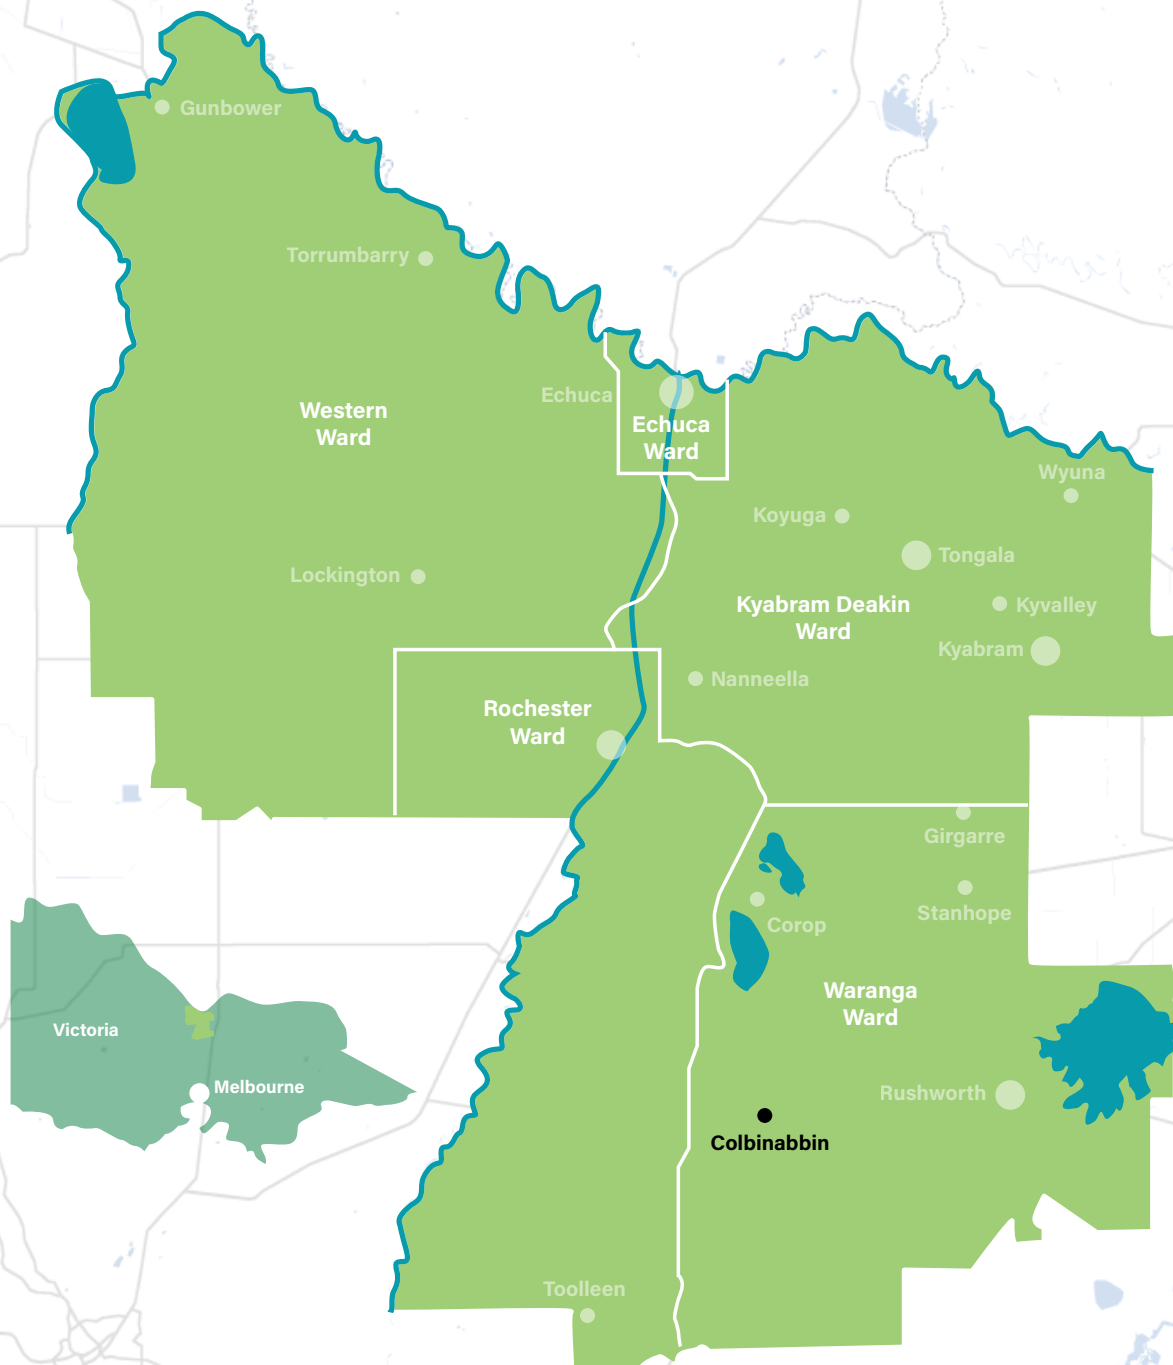 Gunbower
Torrumbarry
Echuca
Western
Ward
Echuca
Ward
Wyuna
Koyuga
Tongala
Lockington
Kyabram Deakin
Ward
Kyvalley
Kyabram
Nanneella
Rochester
Ward
Girgarre
Stanhope
Corop
Waranga
Ward
Victoria
Melbourne
Rushworth
Colbinabbin
Toolleen